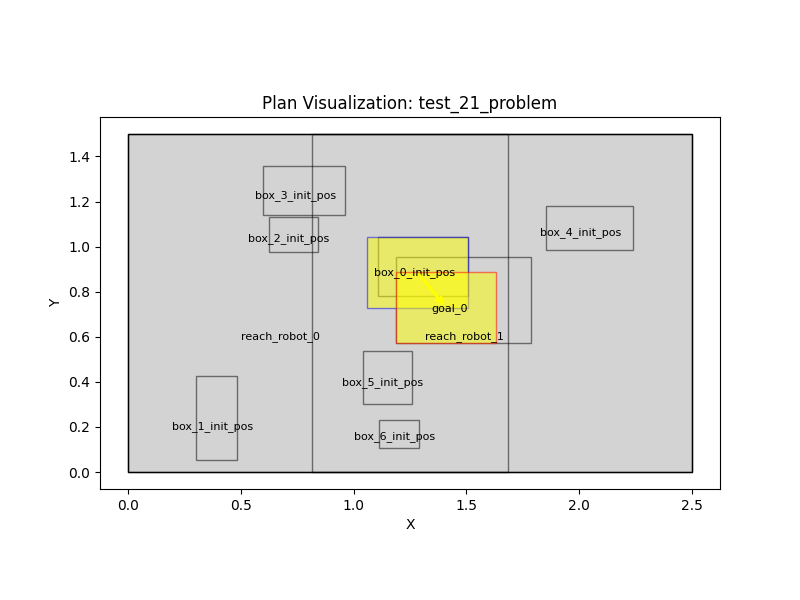 Plan Visualization: test_21_problem
1.4
1.2
1.0
0.8
0.6
0.4
0.2
0.0
Y
box_3_init_pos
box_2_init_pos
box_4_init_pos
box_0_init_pos
goal_0
reach_robot_0
reach_robot_1
box_5_init_pos
box_1_init_pos
box_6_init_pos
0.0 0.5 1.0 1.5 2.0 2.5
X